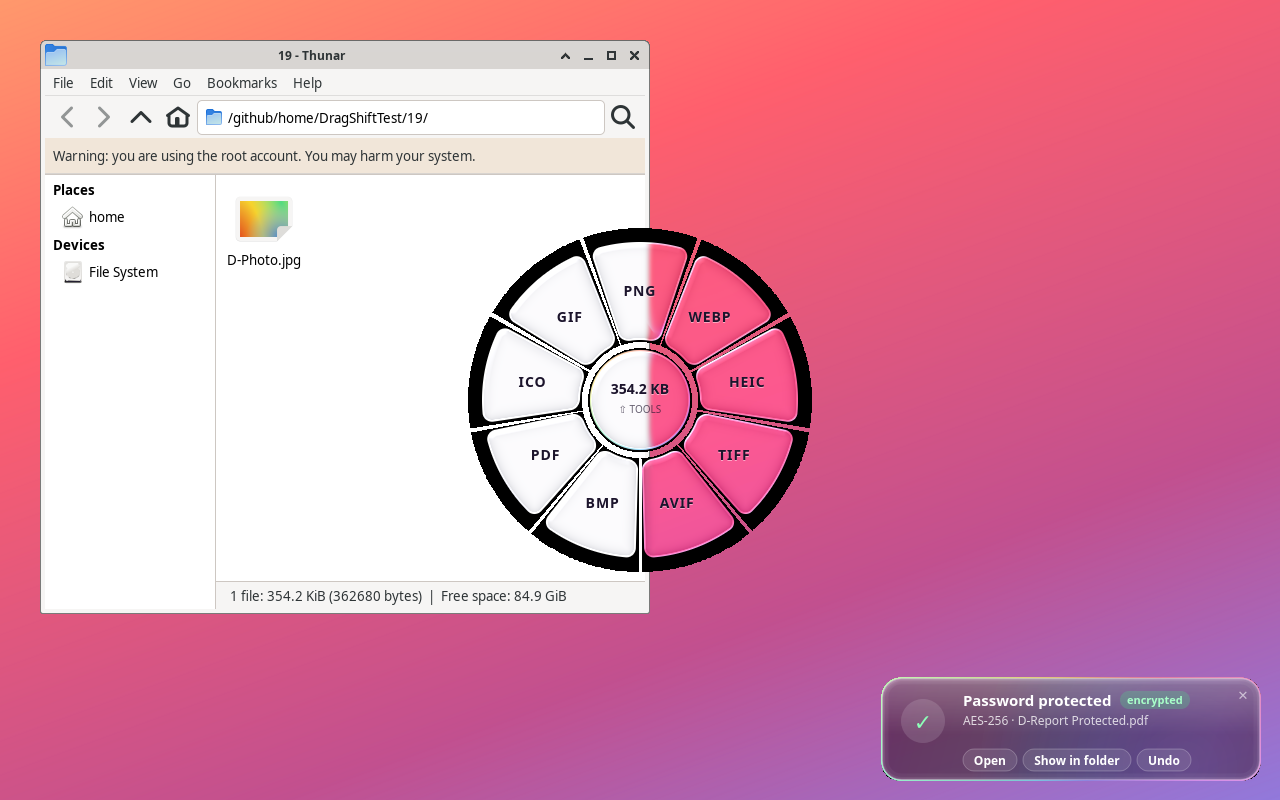 19 - Thunar
File Edit View Go Bookmarks Help
/github/home/DragShiftTest/19/
Warning: you are using the root account. You may harm your system.
Places
home
Devices
File System
D-Photo.jpg
PNG
WEBP
HEIC
TIFF
AVIF
BMP
PDF
ICO
GIF
354.2 KB
⇧ TOOLS
1 file: 354.2 KiB (362680 bytes) | Free space: 84.9 GiB
Password protected encrypted
AES-256 · D-Report Protected.pdf
Open Show in folder Undo